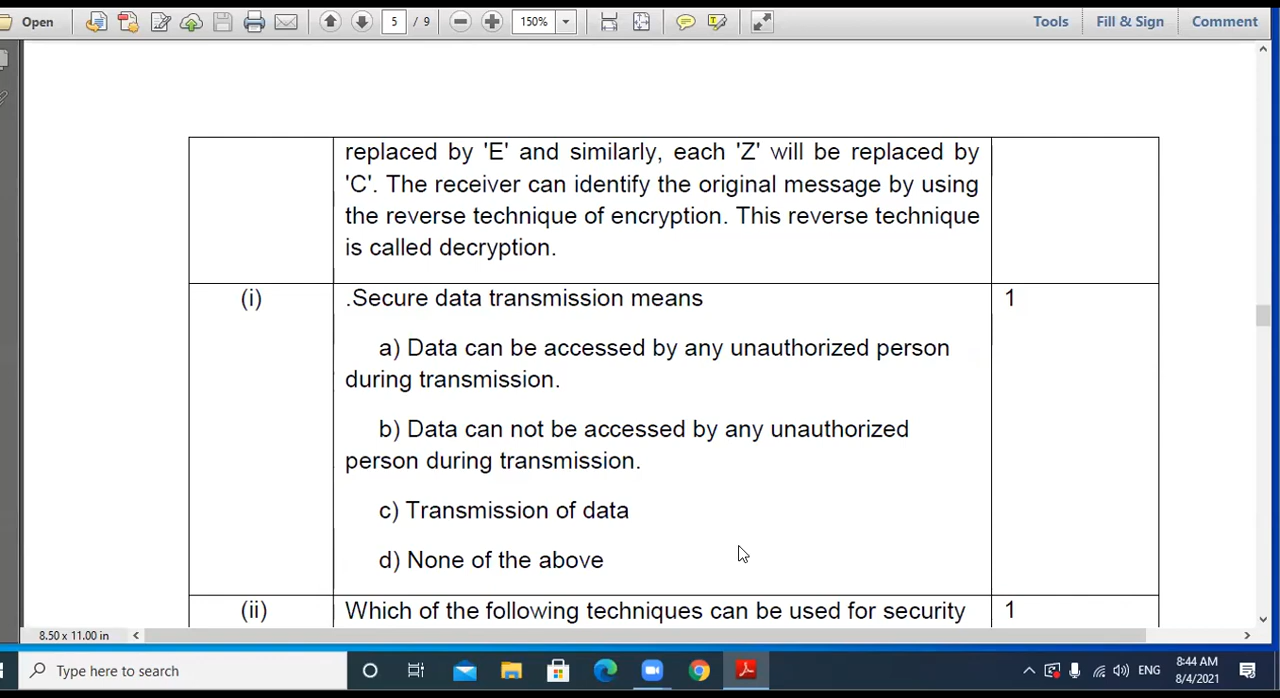 Open
5 / 9
150%
Tools
Fill & Sign
Comment
replaced by 'E' and similarly, each 'Z' will be replaced by
'C'. The receiver can identify the original message by using
the reverse technique of encryption. This reverse technique
is called decryption.
(i)
.Secure data transmission means
1
a) Data can be accessed by any unauthorized person
during transmission.
b) Data can not be accessed by any unauthorized
person during transmission.
c) Transmission of data
d) None of the above
(ii)
Which of the following techniques can be used for security
1
8.50 x 11.00 in
Type here to search
ENG
8:44 AM
8/4/2021